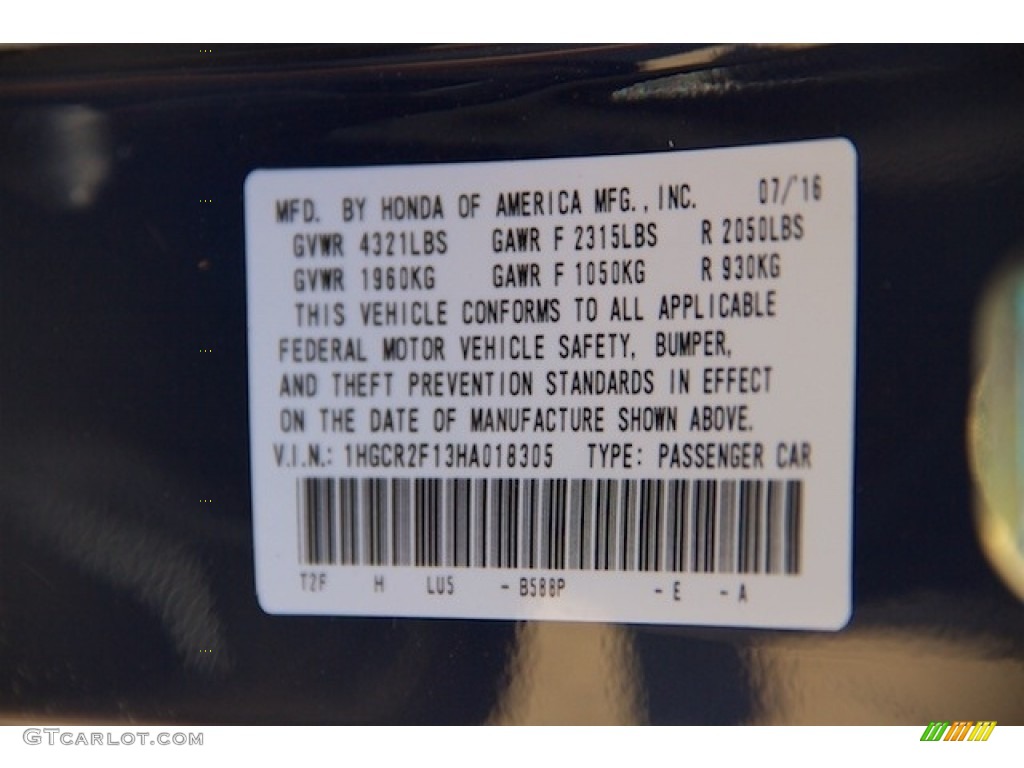 MFD. BY HONDA OF AMERICA MFG., INC. 07/'16
GVWR 4321LBS GAWR F 2315LBS R 2050LBS
GVWR 1960KG GAWR F 1050KG R 930KG
THIS VEHICLE CONFORMS TO ALL APPLICABLE
FEDERAL MOTOR VEHICLE SAFETY, BUMPER,
AND THEFT PREVENTION STANDARDS IN EFFECT
ON THE DATE OF MANUFACTURE SHOWN ABOVE.
V.I.N.: 1HGCR2F13HA018305 TYPE: PASSENGER CAR
T2F H LU5 - B588P - E - A
GTCarLot.com